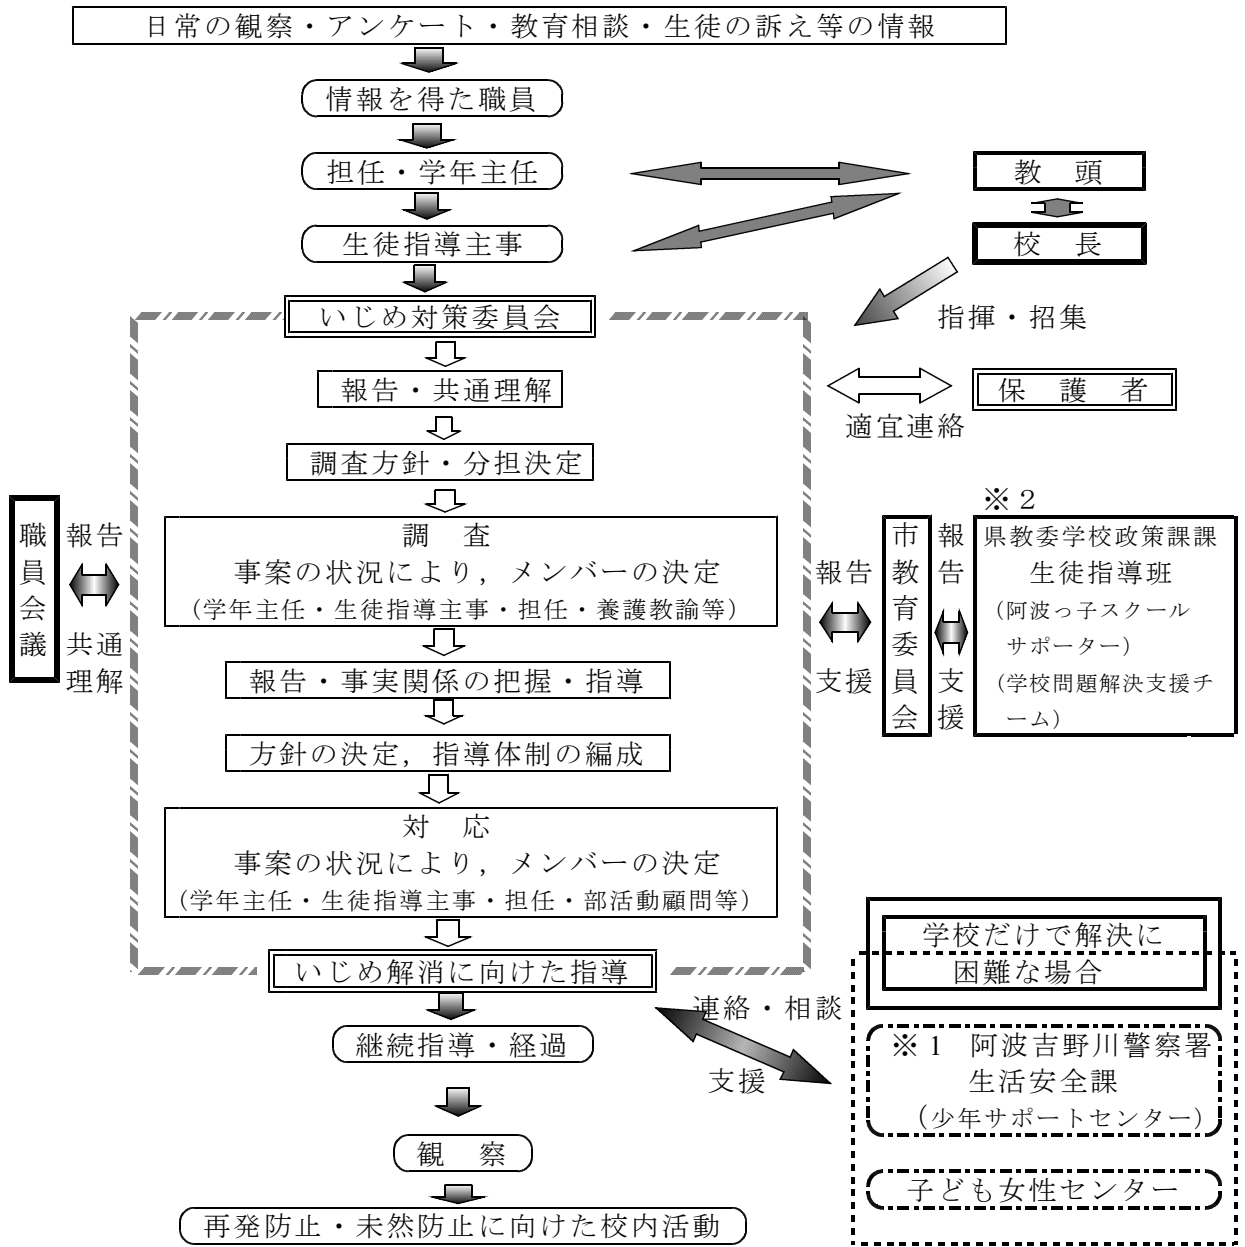 日常の観察・アンケート・教育相談・生徒の訴え等の情報
情報を得た職員
担任・学年主任
教　頭
生徒指導主事
校　長
指揮・招集
いじめ対策委員会
報告・共通理解
保　護　者
適宜連絡
調査方針・分担決定
職員会議
報告
共通
理解
調　査
事案の状況により，メンバーの決定
（学年主任・生徒指導主事・担任・養護教諭等）
報告
支援
市教育委員会
報告
支援
※２
県教委学校政策課課
生徒指導班
（阿波っ子スクール
サポーター）
（学校問題解決支援チ
ーム）
報告・事実関係の把握・指導
方針の決定，指導体制の編成
対　応
事案の状況により，メンバーの決定
（学年主任・生徒指導主事・担任・部活動顧問等）
いじめ解消に向けた指導
学校だけで解決に
困難な場合
連絡・相談
支援
※１　阿波吉野川警察署
生活安全課
（少年サポートセンター）
子ども女性センター
継続指導・経過
観　察
再発防止・未然防止に向けた校内活動